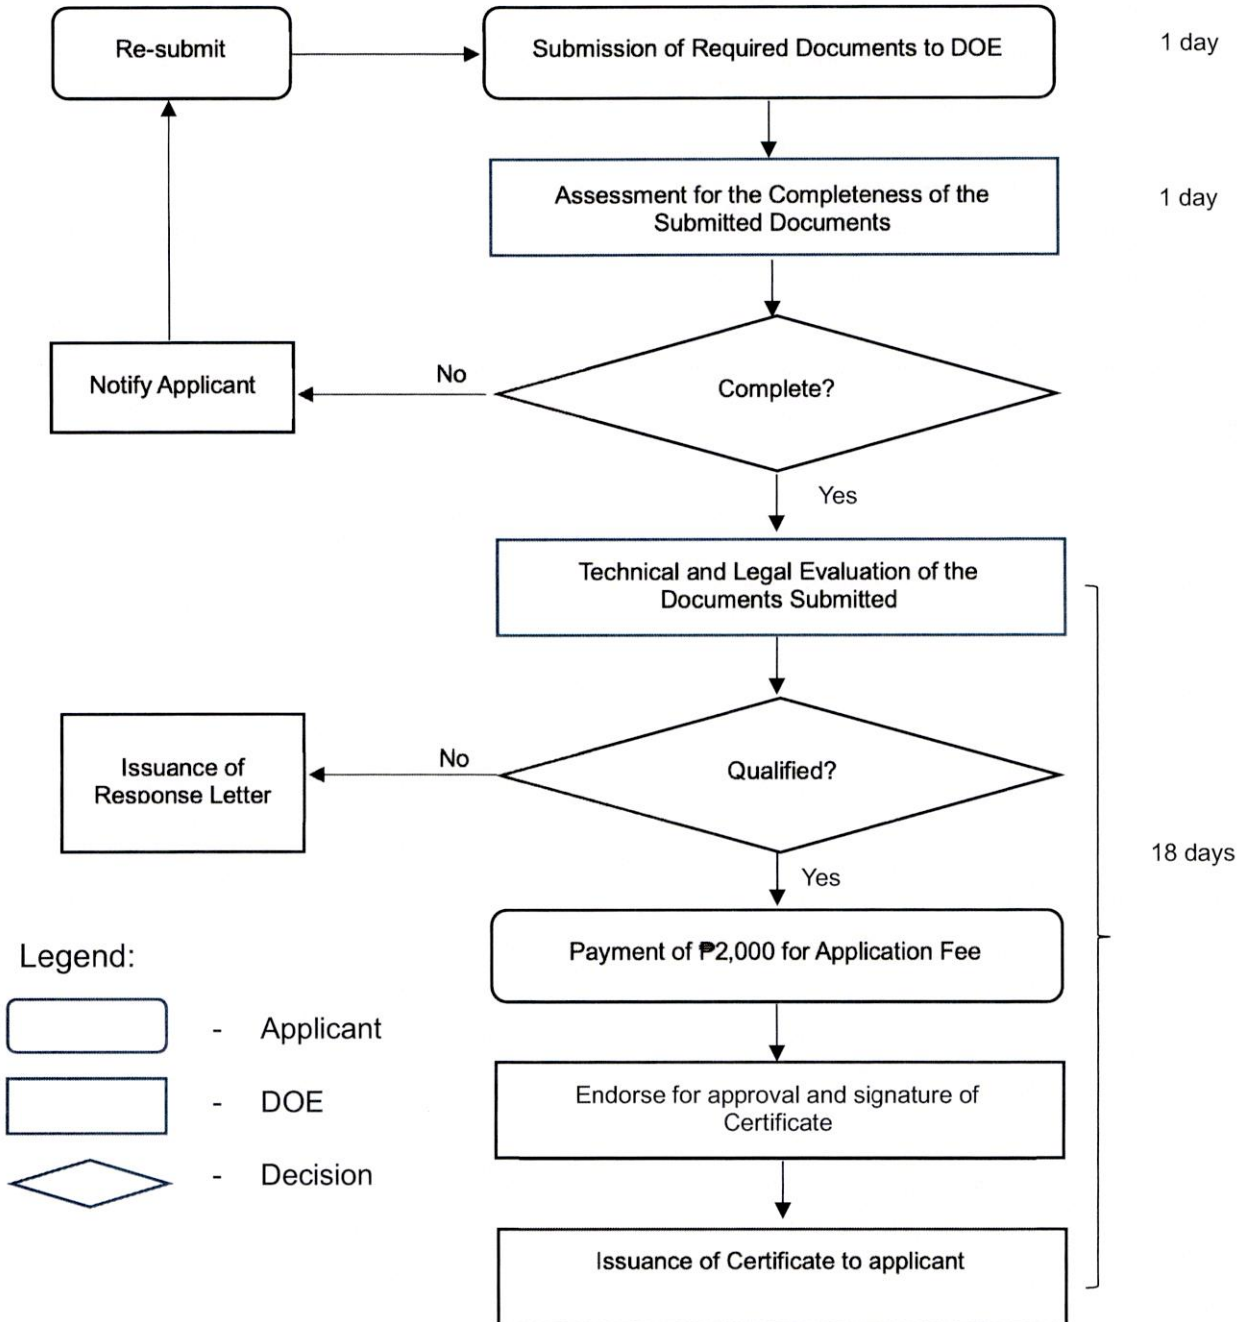 Re-submit
Submission of Required Documents to DOE
1 day
Assessment for the Completeness of the
Submitted Documents
1 day
Notify Applicant
No
Complete?
Yes
Technical and Legal Evaluation of the
Documents Submitted
Issuance of
Response Letter
No
Qualified?
18 days
Yes
Payment of ₱2,000 for Application Fee
Legend:
- Applicant
- DOE
- Decision
Endorse for approval and signature of
Certificate
Issuance of Certificate to applicant